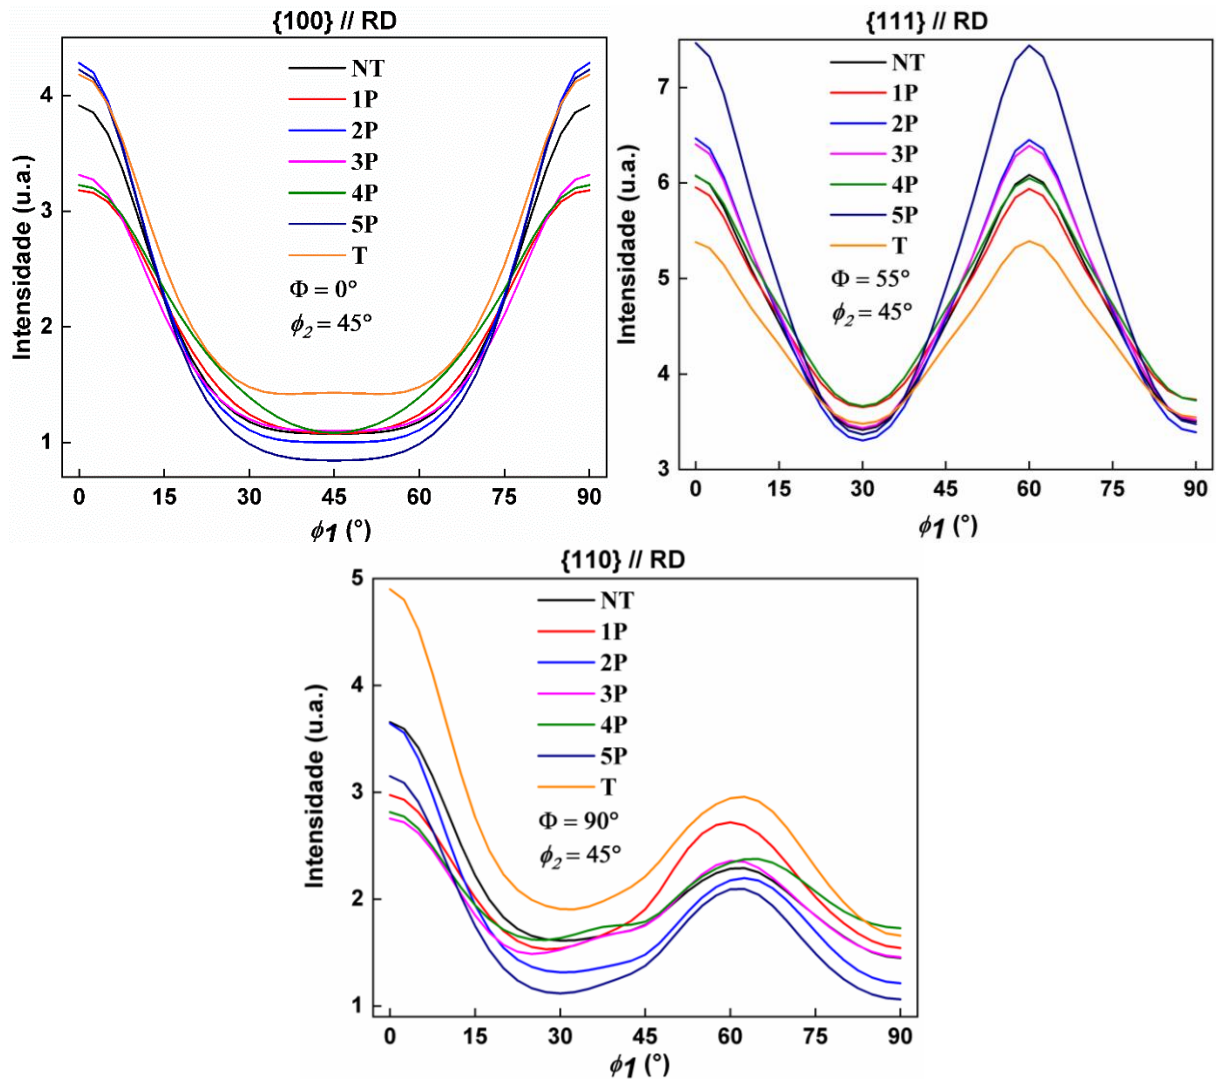 {100} // RD
Intensidade (u.a.)
4
3
2
1
NT
1P
2P
3P
4P
5P
T
Φ = 0°
ϕ2 = 45°
0 15 30 45 60 75 90
ϕ1 (°)
{111} // RD
Intensidade (u.a.)
7
6
5
4
3
NT
1P
2P
3P
4P
5P
T
Φ = 55°
ϕ2 = 45°
0 15 30 45 60 75 90
ϕ1 (°)
{110} // RD
Intensidade (u.a.)
5
4
3
2
1
NT
1P
2P
3P
4P
5P
T
Φ = 90°
ϕ2 = 45°
0 15 30 45 60 75 90
ϕ1 (°)